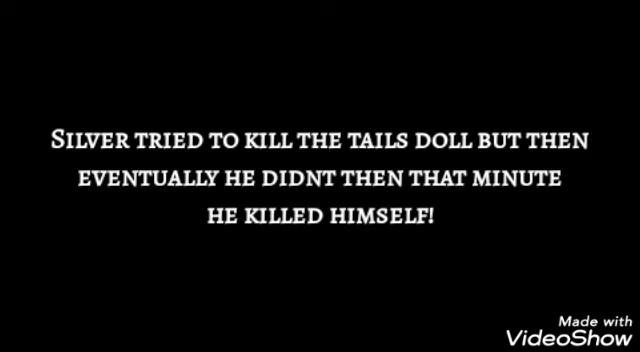 Silver tried to kill the tails doll but then
eventually he didnt then that minute
he killed himself!
Made with
VideoShow